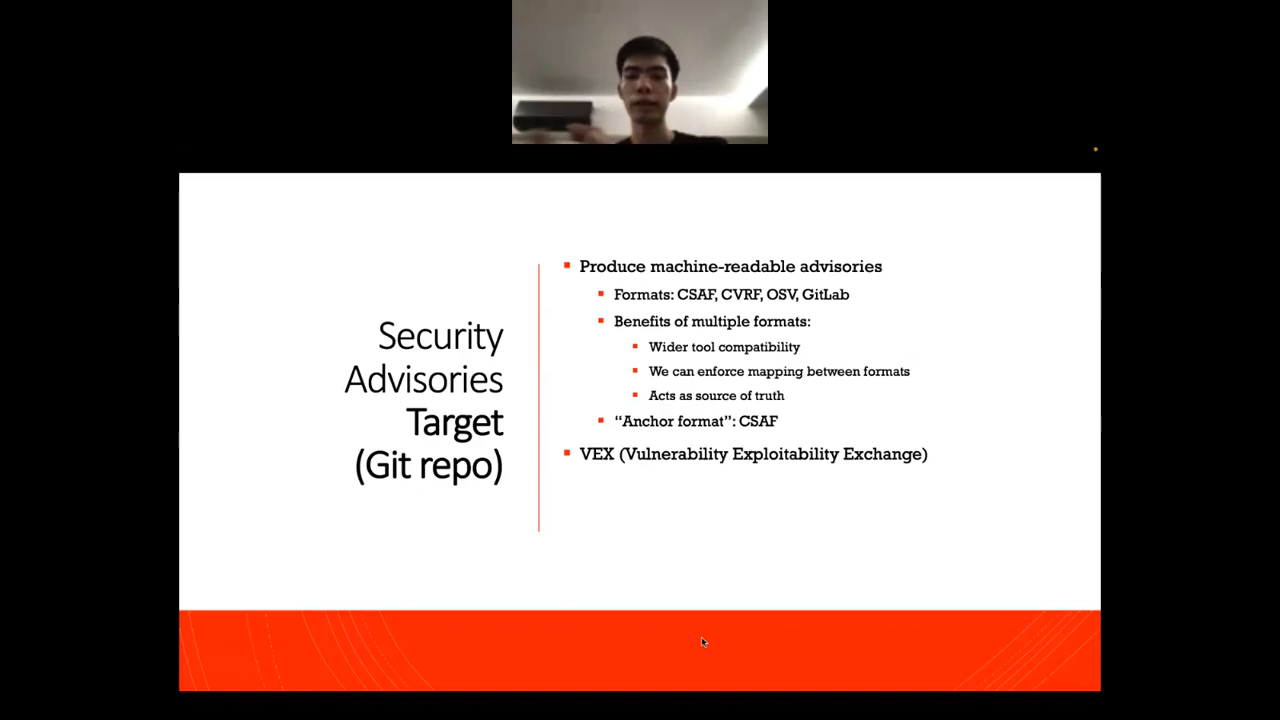 Security
Advisories
Target
(Git repo)
Produce machine-readable advisories
Formats: CSAF, CVRF, OSV, GitLab
Benefits of multiple formats:
Wider tool compatibility
We can enforce mapping between formats
Acts as source of truth
“Anchor format”: CSAF
VEX (Vulnerability Exploitability Exchange)